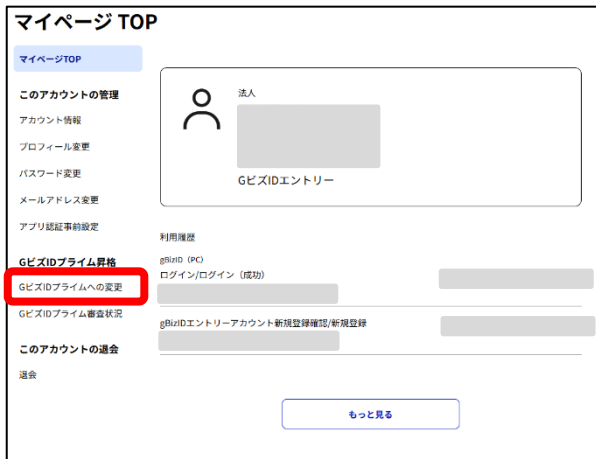 マイページ TOP
マイページTOP
このアカウントの管理
アカウント情報
プロフィール変更
パスワード変更
メールアドレス変更
アプリ認証事前設定
GビズIDプライム昇格
GビズIDプライムへの変更
GビズIDプライム審査状況
このアカウントの退会
退会
法人
GビズIDエントリー
利用履歴
gBizID（PC）
ログイン/ログイン（成功）
gBizIDエントリーアカウント新規登録確認/新規登録
もっと見る